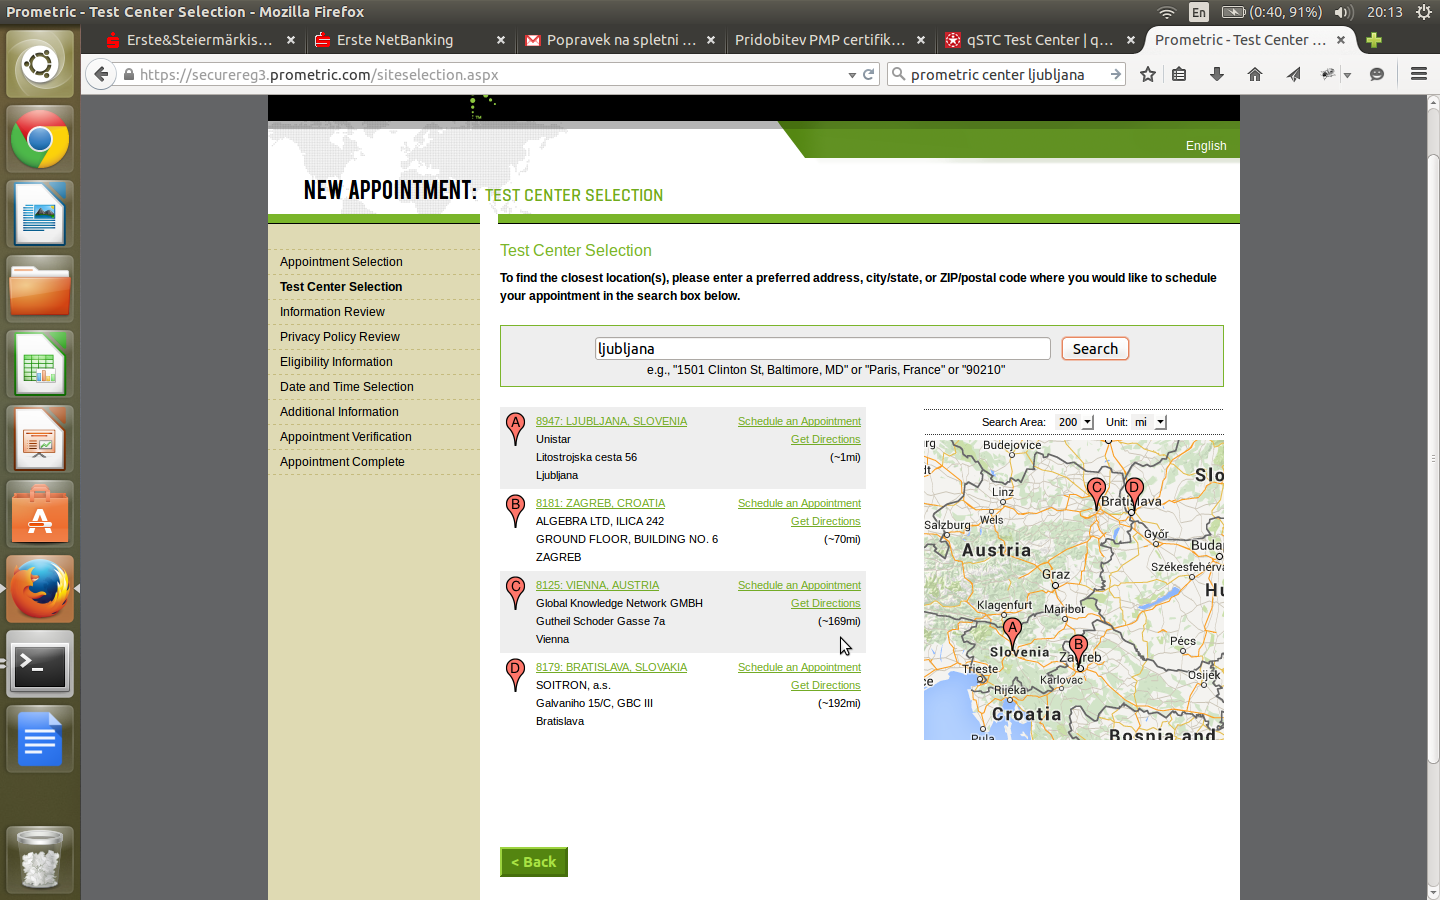 Prometric - Test Center Selection - Mozilla Firefox
En
(0:40, 91%)
20:13
Erste&Steiermärkis...
Erste NetBanking
Popravek na spletni ...
Pridobitev PMP certifik...
qSTC Test Center | q...
Prometric - Test Center ...
https://securereg3.prometric.com/siteselection.aspx
prometric center ljubljana
English
NEW APPOINTMENT: TEST CENTER SELECTION
Appointment Selection
Test Center Selection
Information Review
Privacy Policy Review
Eligibility Information
Date and Time Selection
Additional Information
Appointment Verification
Appointment Complete
Test Center Selection
To find the closest location(s), please enter a preferred address, city/state, or ZIP/postal code where you would like to schedule
your appointment in the search box below.
ljubljana
Search
e.g., "1501 Clinton St, Baltimore, MD" or "Paris, France" or "90210"
A
8947: LJUBLJANA, SLOVENIA
Schedule an Appointment
Unistar
Get Directions
Litostrojska cesta 56
(~1mi)
Ljubljana
B
8181: ZAGREB, CROATIA
Schedule an Appointment
ALGEBRA LTD, ILICA 242
Get Directions
GROUND FLOOR, BUILDING NO. 6
(~70mi)
ZAGREB
C
8125: VIENNA, AUSTRIA
Schedule an Appointment
Global Knowledge Network GMBH
Get Directions
Gutheil Schoder Gasse 7a
(~169mi)
Vienna
D
8179: BRATISLAVA, SLOVAKIA
Schedule an Appointment
SOITRON, a.s.
Get Directions
Galvaniho 15/C, GBC III
(~192mi)
Bratislava
Search Area: 200 Unit: mi
rg
Budejovice
dt
Slo
Linz
C
D
Wels
Bratislava
Salzburg
Győr
Austria
Buda
Graz
Székesfehérva
Hu
Klagenfurt
Maribor
A
B
Pécs
Slovenia
Zagreb
Trieste
Karlovac
Osijek
ce
Rijeka
Croatia
Pula
Bosnia and
< Back